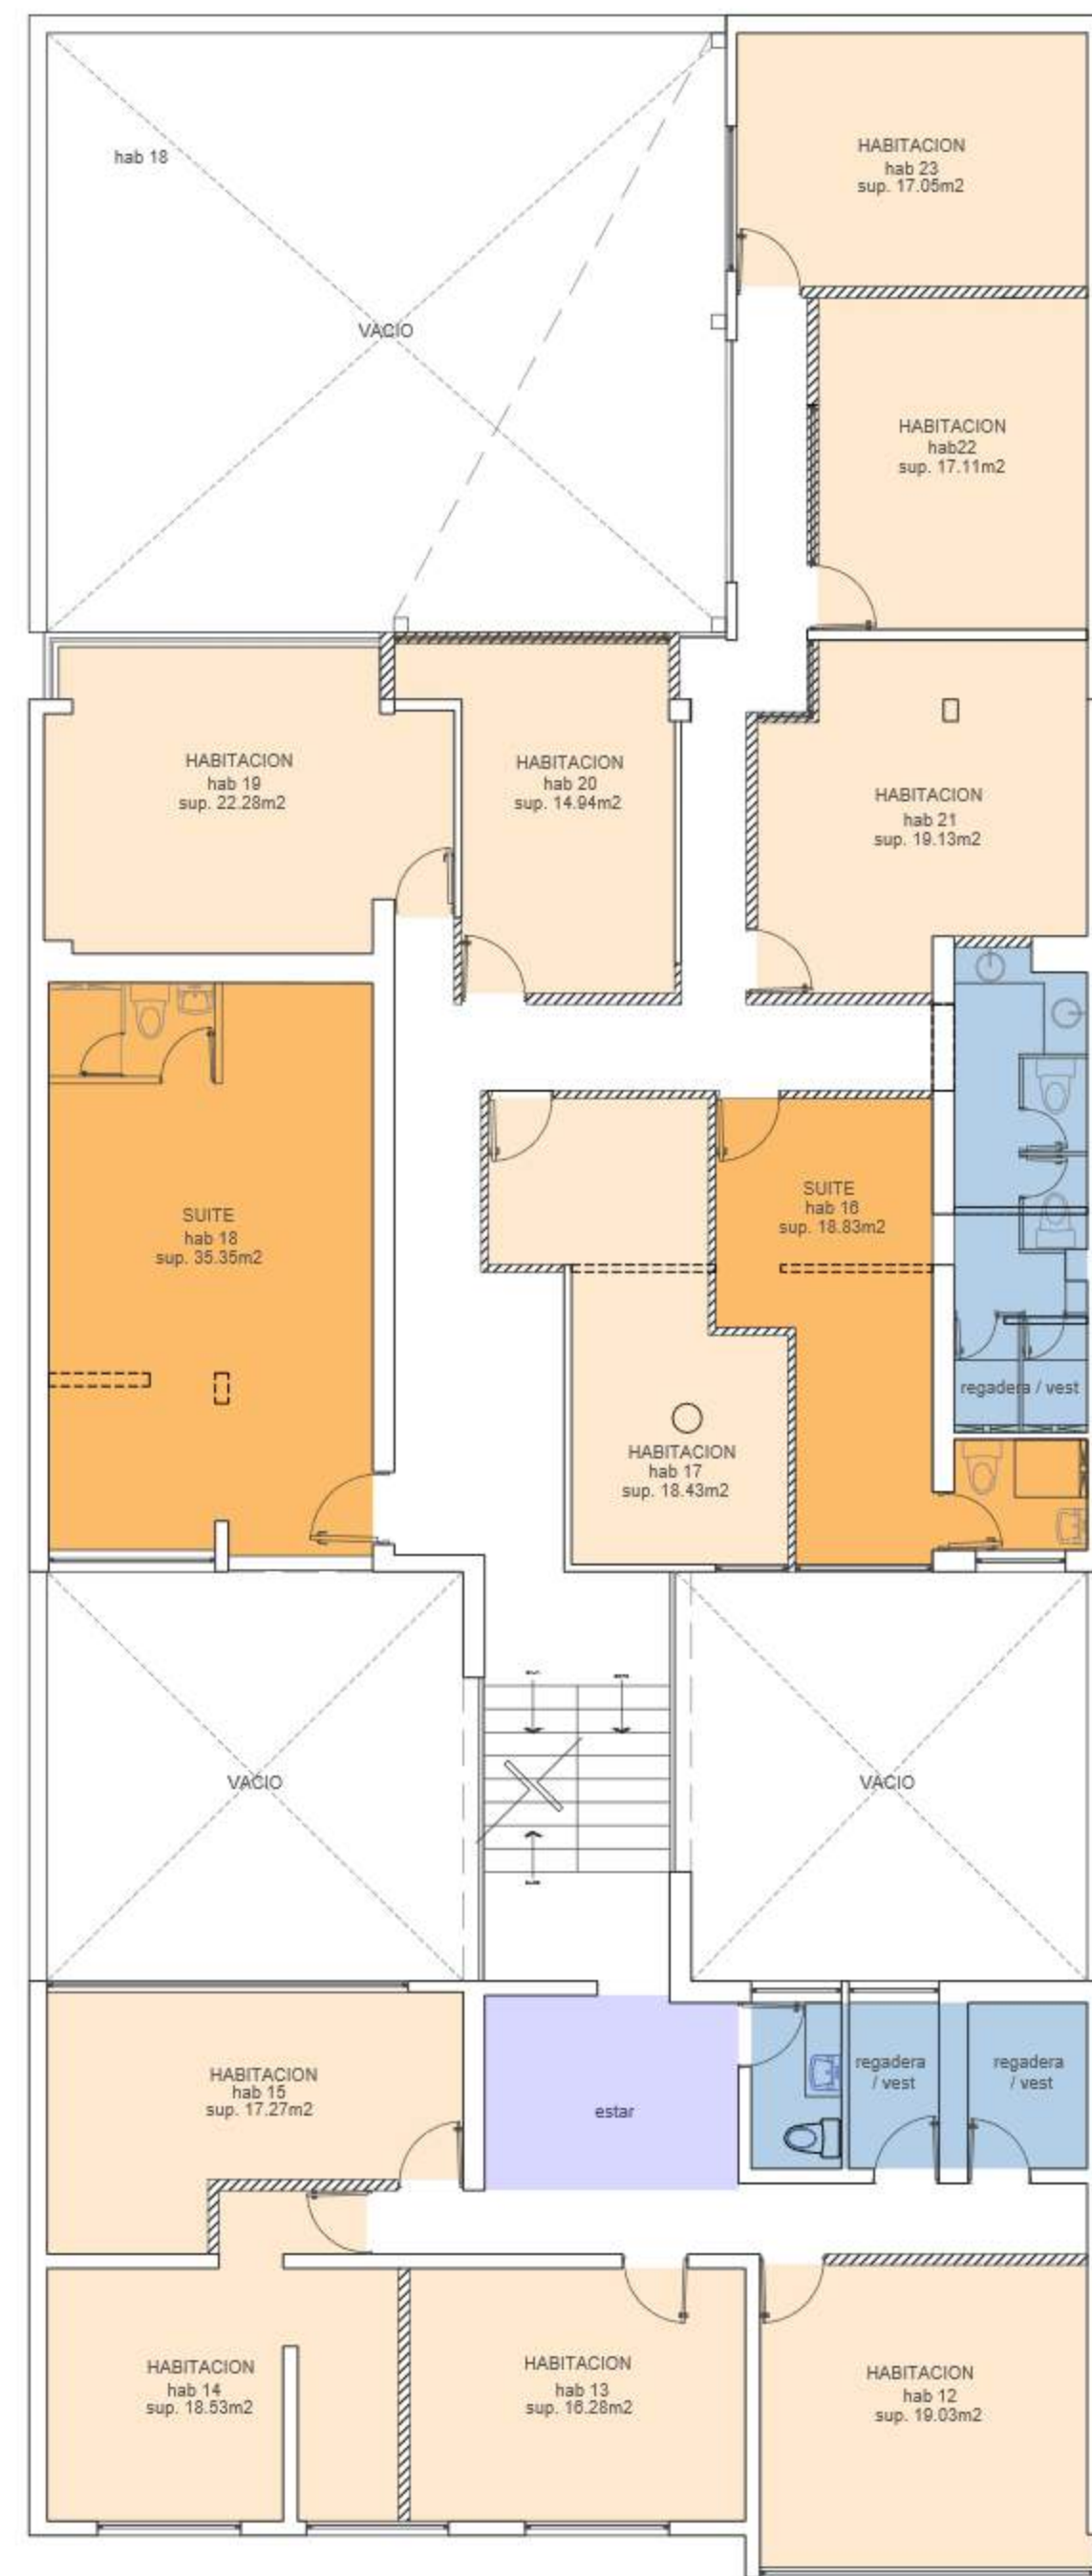 hab 18
HABITACION
hab 23
sup. 17.05m2
VACIO
HABITACION
hab22
sup. 17.11m2
HABITACION
hab 19
sup. 22.28m2
HABITACION
hab 20
sup. 14.94m2
HABITACION
hab 21
sup. 19.13m2
SUITE
hab 18
sup. 35.35m2
SUITE
hab 16
sup. 18.83m2
regadera / vest
HABITACION
hab 17
sup. 18.43m2
VACIO
VACIO
HABITACION
hab 15
sup. 17.27m2
estar
regadera
/ vest
regadera
/ vest
HABITACION
hab 14
sup. 18.53m2
HABITACION
hab 13
sup. 16.28m2
HABITACION
hab 12
sup. 19.03m2